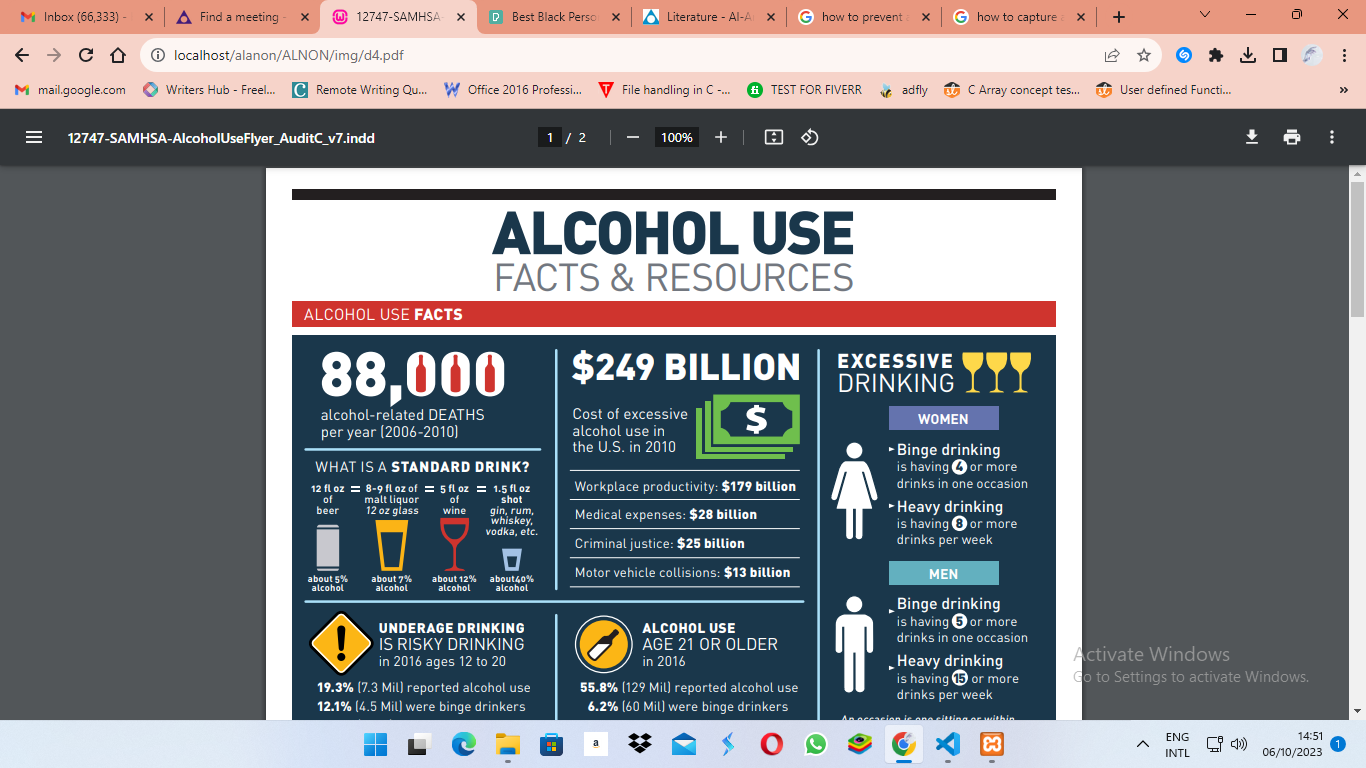 Inbox (66,333) -
Find a meeting -
12747-SAMHSA-
Best Black Perso
Literature - Al-A
how to prevent
how to capture
localhost/alanon/ALNON/img/d4.pdf
mail.google.com
Writers Hub - Freel...
Remote Writing Qu...
Office 2016 Professi...
File handling in C -...
TEST FOR FIVERR
adfly
C Array concept tes...
User defined Functi...
»
12747-SAMHSA-AlcoholUseFlyer_AuditC_v7.indd
1 / 2
100%
ALCOHOL USE
FACTS & RESOURCES
ALCOHOL USE FACTS
88,000
alcohol-related DEATHS
per year (2006-2010)
WHAT IS A STANDARD DRINK?
12 fl oz
of
beer
=
8-9 fl oz of
malt liquor
12 oz glass
=
5 fl oz
of
wine
=
1.5 fl oz
shot
gin, rum,
whiskey,
vodka, etc.
about 5%
alcohol
about 7%
alcohol
about 12%
alcohol
about40%
alcohol
$249 BILLION
Cost of excessive
alcohol use in
the U.S. in 2010
$
Workplace productivity: $179 billion
Medical expenses: $28 billion
Criminal justice: $25 billion
Motor vehicle collisions: $13 billion
EXCESSIVE
DRINKING
WOMEN
Binge drinking
is having 4 or more
drinks in one occasion
Heavy drinking
is having 8 or more
drinks per week
MEN
Binge drinking
is having 5 or more
drinks in one occasion
Heavy drinking
is having 15 or more
drinks per week
An occasion is one sitting or within
UNDERAGE DRINKING
IS RISKY DRINKING
in 2016 ages 12 to 20
19.3% (7.3 Mil) reported alcohol use
12.1% (4.5 Mil) were binge drinkers
ALCOHOL USE
AGE 21 OR OLDER
in 2016
55.8% (129 Mil) reported alcohol use
6.2% (60 Mil) were binge drinkers
Activate Windows
Go to Settings to activate Windows.
ENG
INTL
14:51
06/10/2023
1